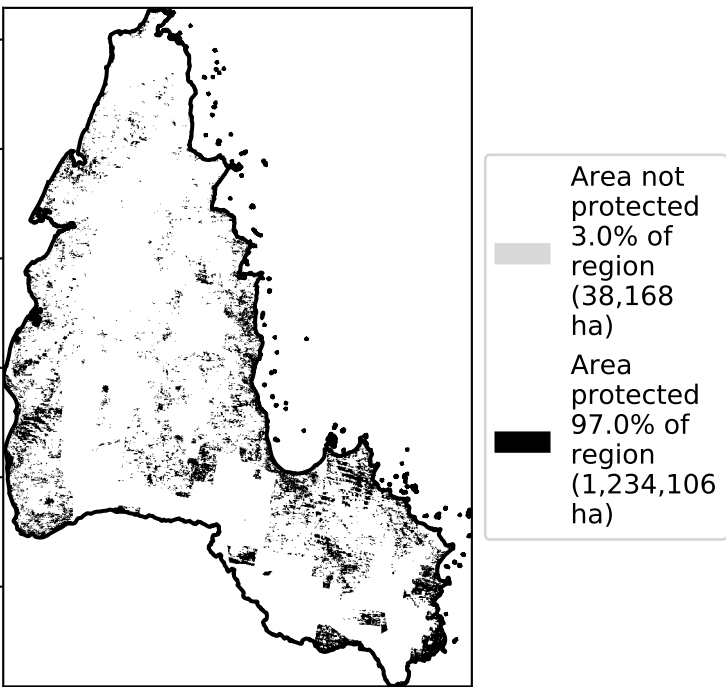 Area not
protected
3.0% of
region
(38,168
ha)
Area
protected
97.0% of
region
(1,234,106
ha)